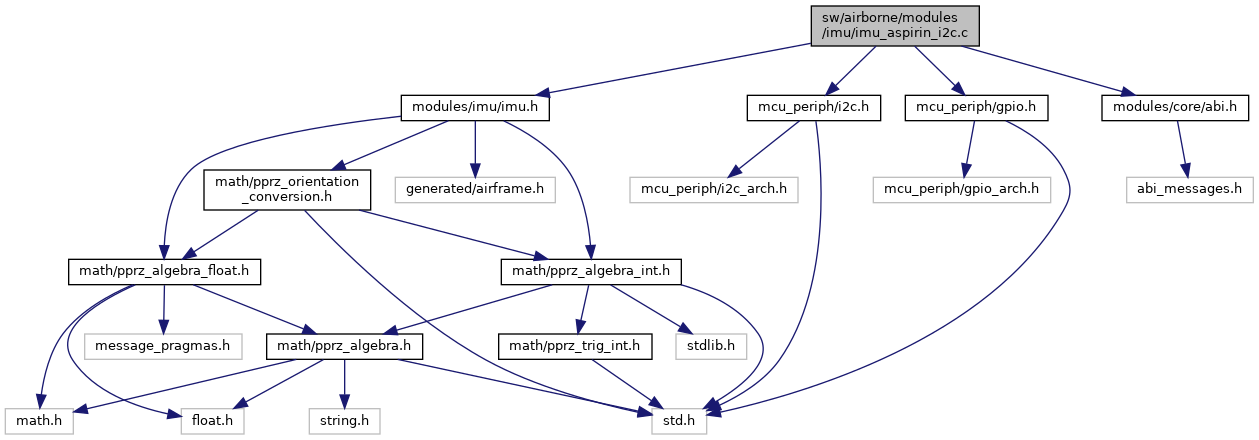 sw/airborne/modules
/imu/imu_aspirin_i2c.c
modules/imu/imu.h
mcu_periph/i2c.h
mcu_periph/gpio.h
modules/core/abi.h
math/pprz_orientation
_conversion.h
generated/airframe.h
mcu_periph/i2c_arch.h
mcu_periph/gpio_arch.h
abi_messages.h
math/pprz_algebra_float.h
math/pprz_algebra_int.h
message_pragmas.h
math/pprz_algebra.h
math/pprz_trig_int.h
stdlib.h
math.h
float.h
string.h
std.h